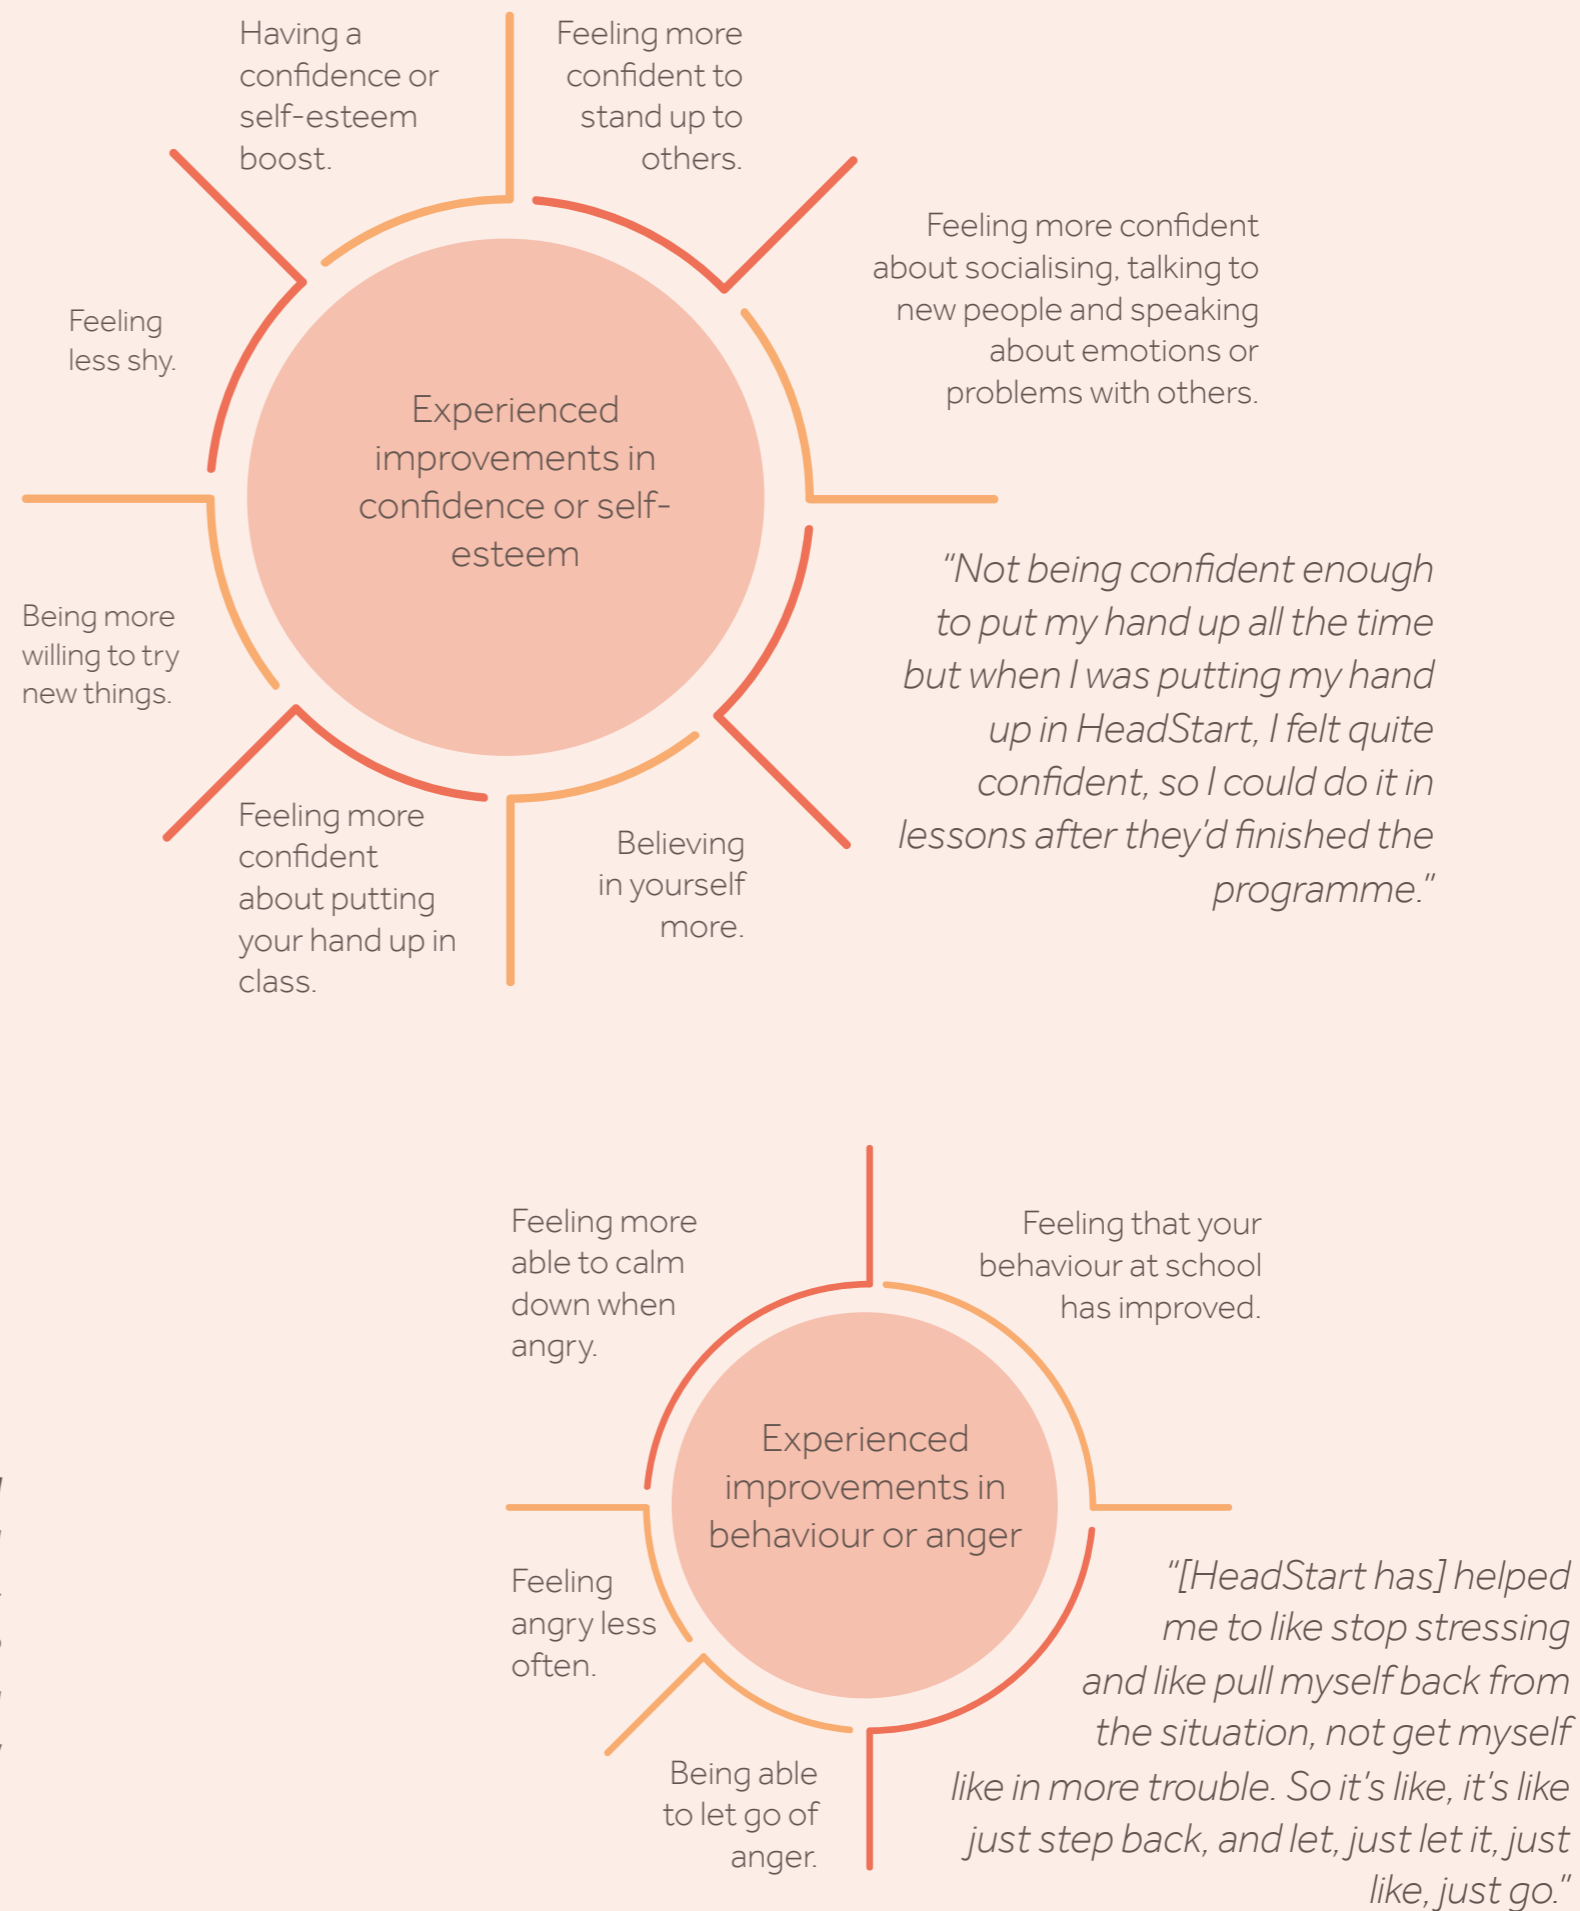 Having a
confidence or
self-esteem
boost.
Feeling more
confident to
stand up to
others.
Feeling more confident
about socialising, talking to
new people and speaking
about emotions or
problems with others.
Feeling
less shy.
Experienced
improvements in
confidence or self-
esteem
"Not being confident enough
to put my hand up all the time
but when I was putting my hand
up in HeadStart, I felt quite
confident, so I could do it in
lessons after they'd finished the
programme."
Being more
willing to try
new things.
Feeling more
confident
about putting
your hand up in
class.
Believing
in yourself
more.
Feeling more
able to calm
down when
angry.
Feeling that your
behaviour at school
has improved.
Experienced
improvements in
behaviour or anger
Feeling
angry less
often.
Being able
to let go of
anger.
"[HeadStart has] helped
me to like stop stressing
and like pull myself back from
the situation, not get myself
like in more trouble. So it's like, it's like
just step back, and let, just let it, just
like, just go."